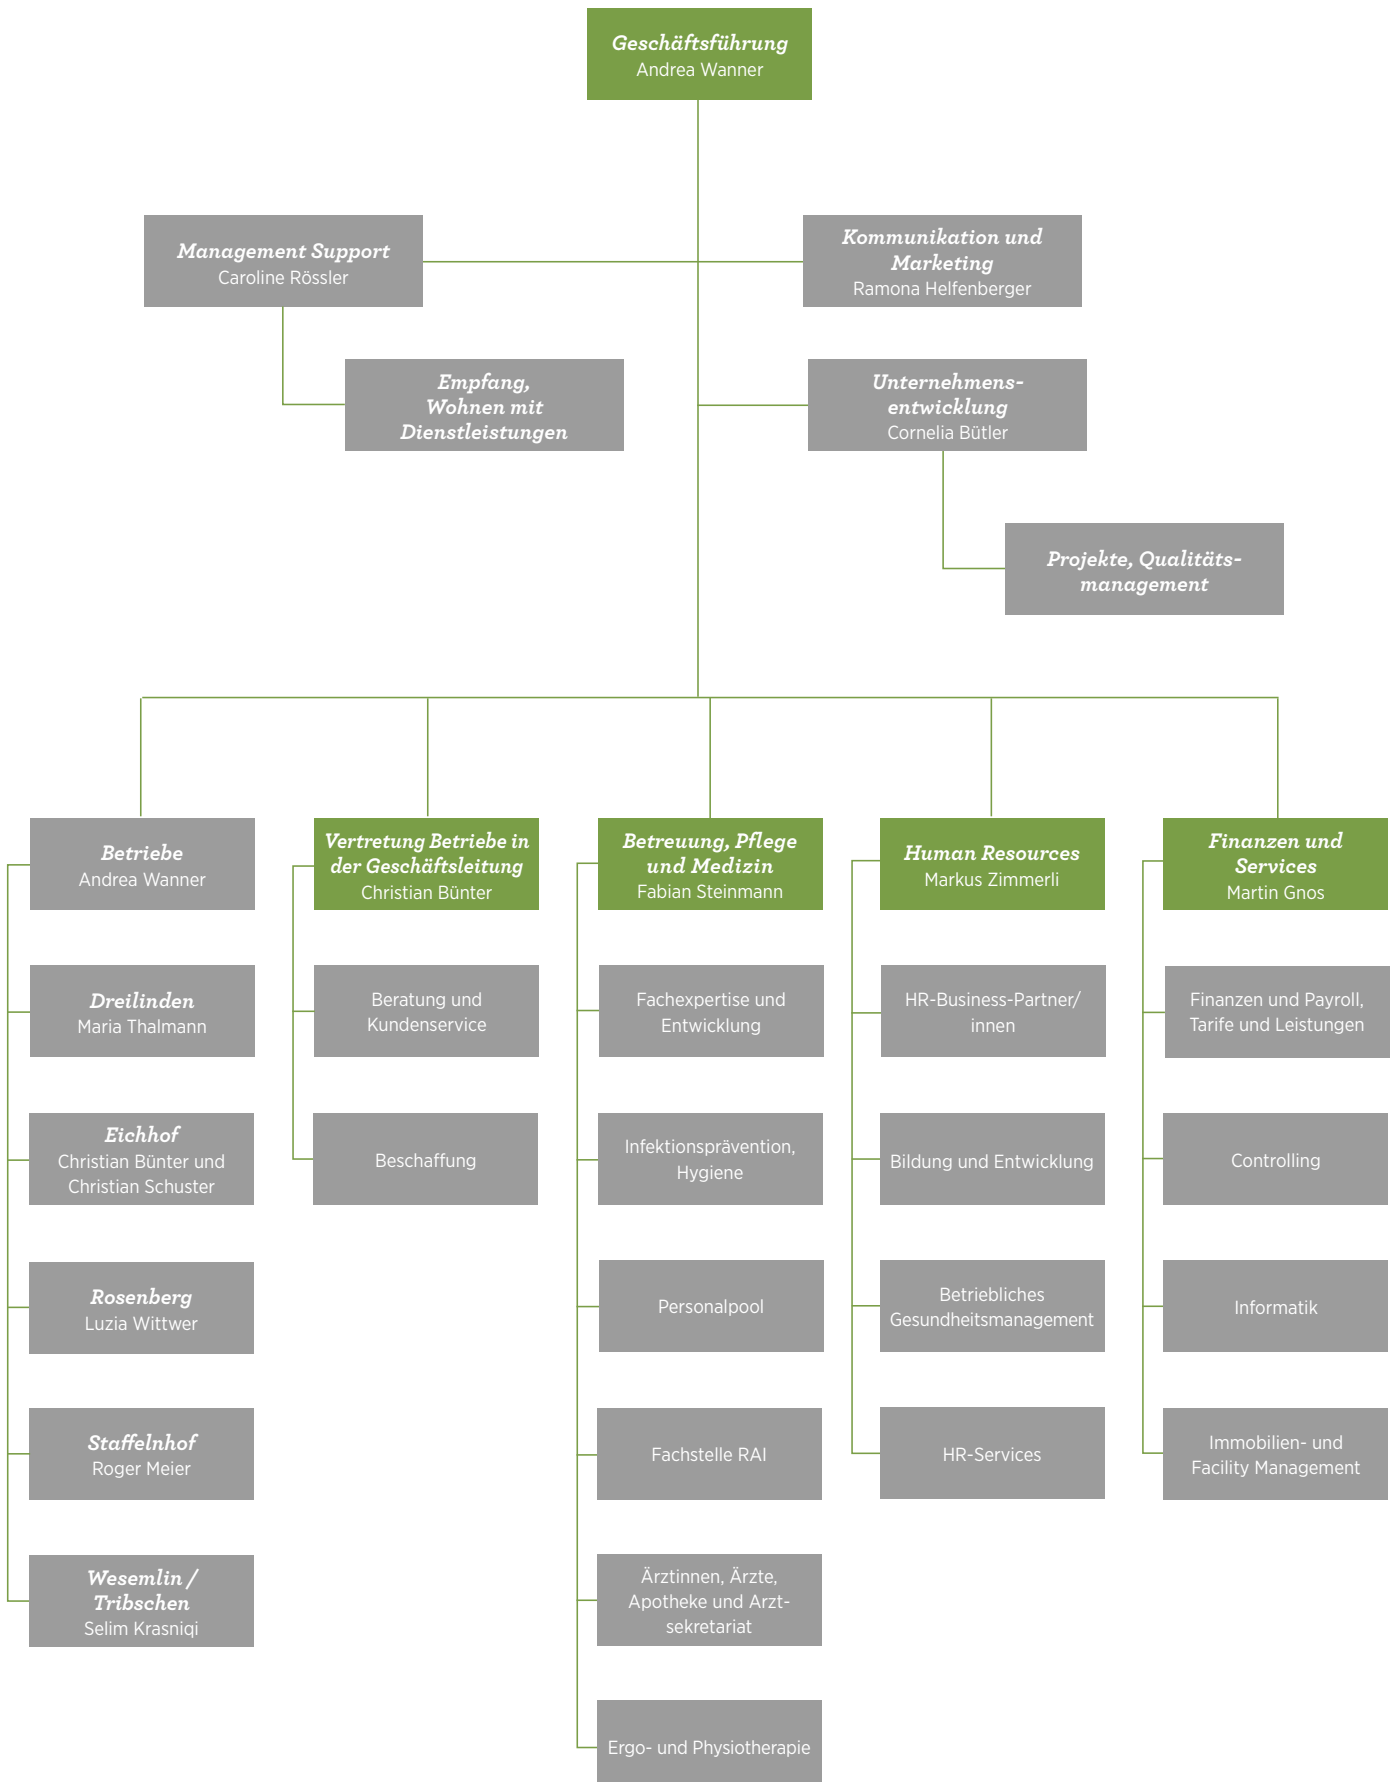 Geschäftsführung
Andrea Wanner
Management Support
Caroline Rössler
Kommunikation und
Marketing
Ramona Helfenberger
Empfang,
Wohnen mit
Dienstleistungen
Unternehmens-
entwicklung
Cornelia Bütler
Projekte, Qualitäts-
management
Betriebe
Andrea Wanner
Dreilinden
Maria Thalmann
Eichhof
Christian Bünter und
Christian Schuster
Rosenberg
Luzia Wittwer
Staffelnhof
Roger Meier
Wesemlin /
Tribschen
Selim Krasniqi
Vertretung Betriebe in
der Geschäftsleitung
Christian Bünter
Beratung und
Kundenservice
Beschaffung
Betreuung, Pflege
und Medizin
Fabian Steinmann
Fachexpertise und
Entwicklung
Infektionsprävention,
Hygiene
Personalpool
Fachstelle RAI
Ärztinnen, Ärzte,
Apotheke und Arzt-
sekretariat
Ergo- und Physiotherapie
Human Resources
Markus Zimmerli
HR-Business-Partner/
innen
Bildung und Entwicklung
Betriebliches
Gesundheitsmanagement
HR-Services
Finanzen und
Services
Martin Gnos
Finanzen und Payroll,
Tarife und Leistungen
Controlling
Informatik
Immobilien- und
Facility Management